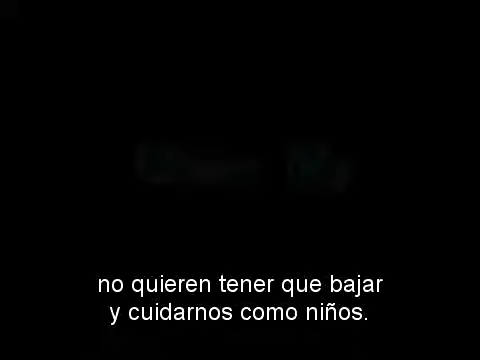 no quieren tener que bajar
y cuidarnos como niños.